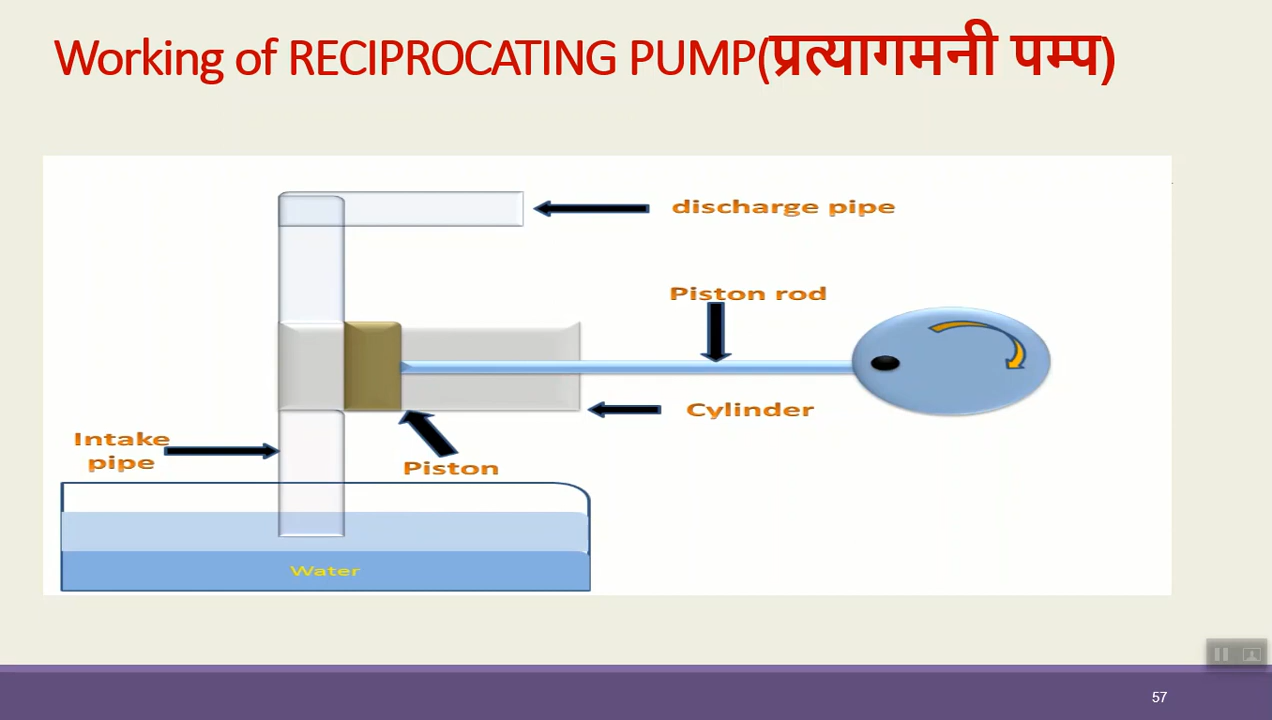 Working of RECIPROCATING PUMP(प्रत्यागमनी पम्प)
discharge pipe
Piston rod
Cylinder
Intake
pipe
Piston
Water
57